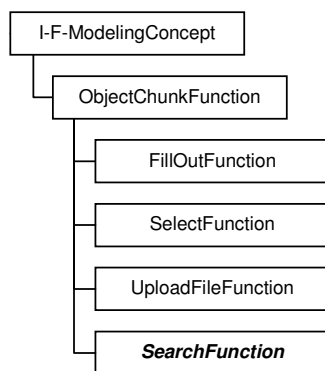 I-F-ModelingConcept
ObjectChunkFunction
FillOutFunction
SelectFunction
UploadFileFunction
SearchFunction